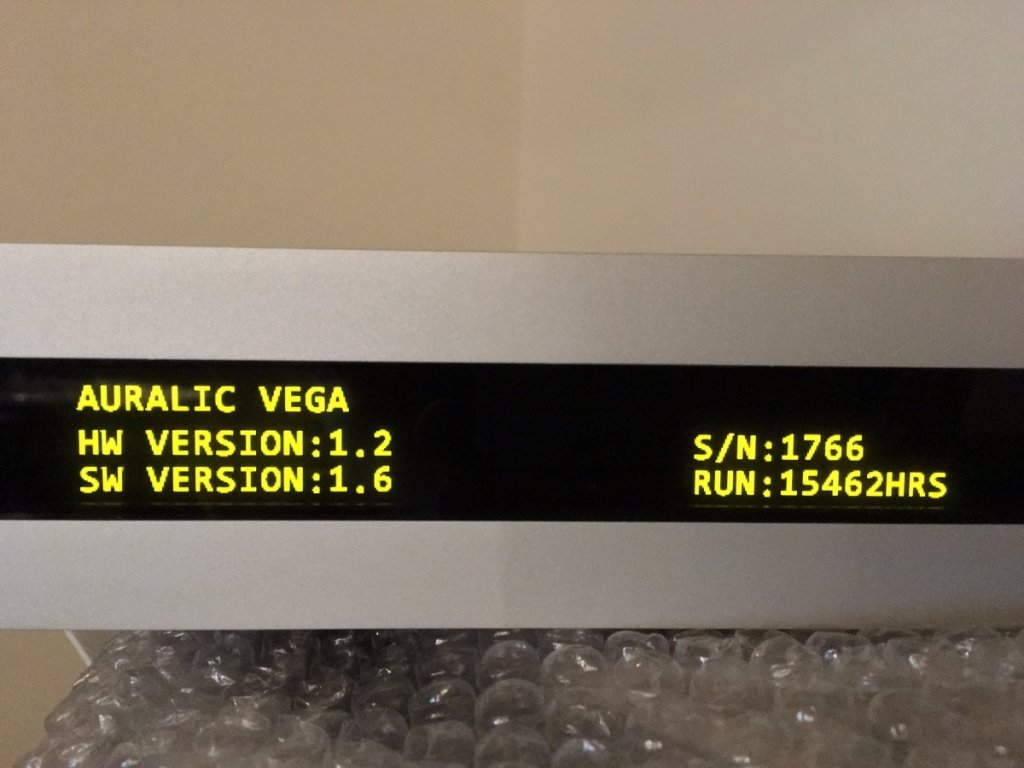 AURALIC VEGA
HW VERSION:1.2
SW VERSION:1.6
S/N:1766
RUN:15462HRS